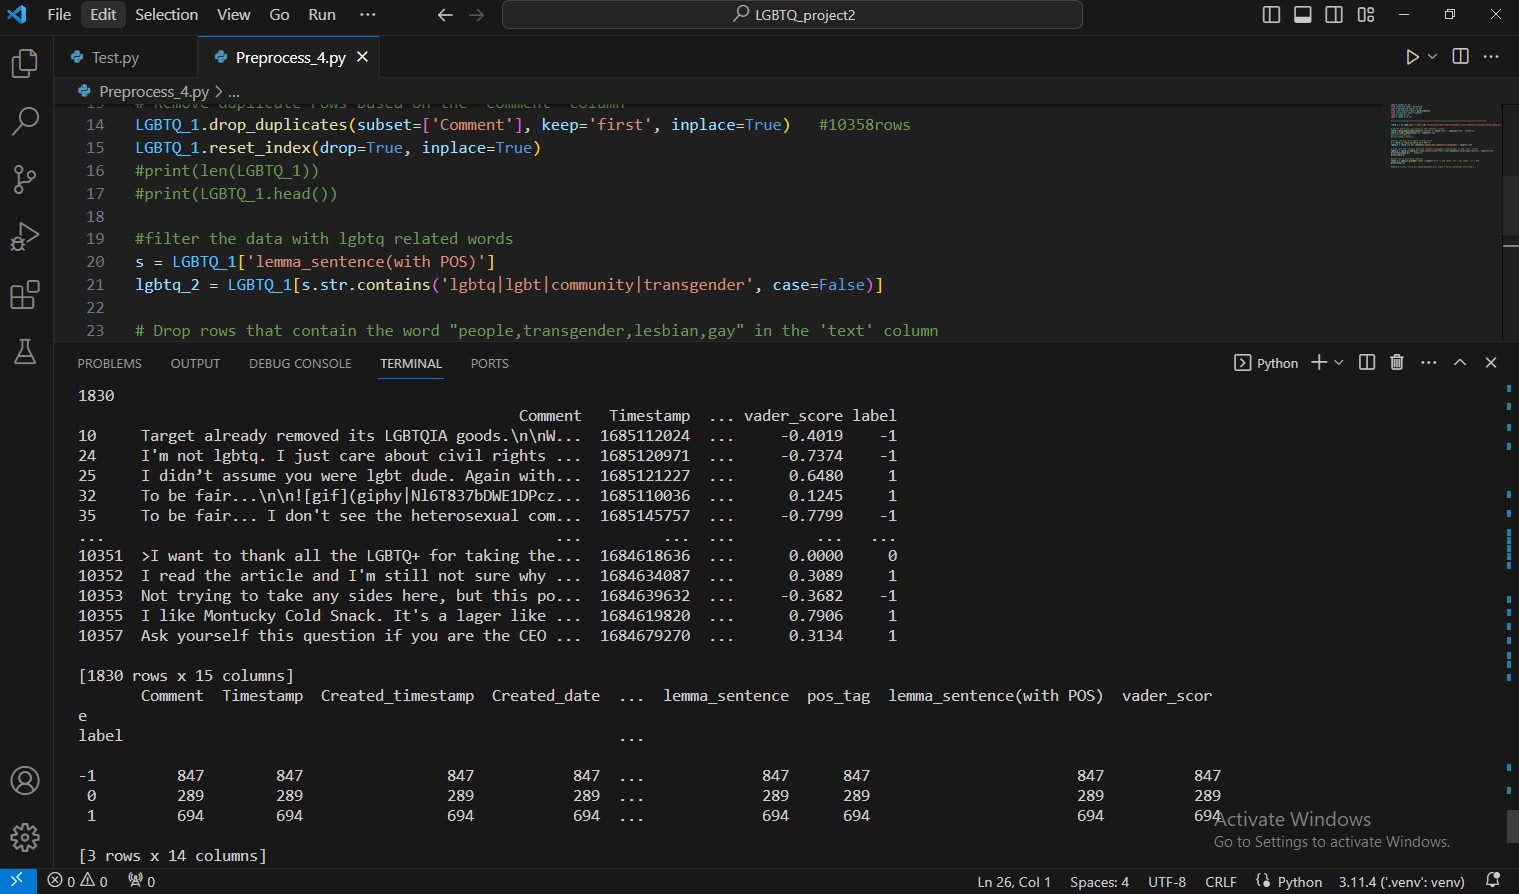 File Edit Selection View Go Run ··· LGBTQ_project2
Test.py Preprocess_4.py
Preprocess_4.py > ...
13 # Remove duplicate rows based on the 'Comment' column
14 LGBTQ_1.drop_duplicates(subset=['Comment'], keep='first', inplace=True) #10358rows
15 LGBTQ_1.reset_index(drop=True, inplace=True)
16 #print(len(LGBTQ_1))
17 #print(LGBTQ_1.head())
18
19 #filter the data with lgbtq related words
20 s = LGBTQ_1['lemma_sentence(with POS)']
21 lgbtq_2 = LGBTQ_1[s.str.contains('lgbtq|lgbt|community|transgender', case=False)]
22
23 # Drop rows that contain the word "people,transgender,lesbian,gay" in the 'text' column
PROBLEMS OUTPUT DEBUG CONSOLE TERMINAL PORTS Python
1830
Comment Timestamp ... vader_score label
10 Target already removed its LGBTQIA goods.\n\nW... 1685112024 ... -0.4019 -1
24 I'm not lgbtq. I just care about civil rights ... 1685120971 ... -0.7374 -1
25 I didn’t assume you were lgbt dude. Again with... 1685121227 ... 0.6480 1
32 To be fair...\n\n![gif](giphy|Nl6T837bDWE1DPcz... 1685110036 ... 0.1245 1
35 To be fair... I don't see the heterosexual com... 1685145757 ... -0.7799 -1
... ... ... ... ... ...
10351 >I want to thank all the LGBTQ+ for taking the... 1684618636 ... 0.0000 0
10352 I read the article and I'm still not sure why ... 1684634087 ... 0.3089 1
10353 Not trying to take any sides here, but this po... 1684639632 ... -0.3682 -1
10355 I like Montucky Cold Snack. It's a lager like ... 1684619820 ... 0.7906 1
10357 Ask yourself this question if you are the CEO ... 1684679270 ... 0.3134 1
[1830 rows x 15 columns]
Comment Timestamp Created_timestamp Created_date ... lemma_sentence pos_tag lemma_sentence(with POS) vader_scor
e
label ...
-1 847 847 847 847 ... 847 847 847 847
0 289 289 289 289 ... 289 289 289 289
1 694 694 694 694 ... 694 694 694 694
Activate Windows
Go to Settings to activate Windows.
[3 rows x 14 columns]
0 0 0 Ln 26, Col 1 Spaces: 4 UTF-8 CRLF Python 3.11.4 ('.venv': venv)